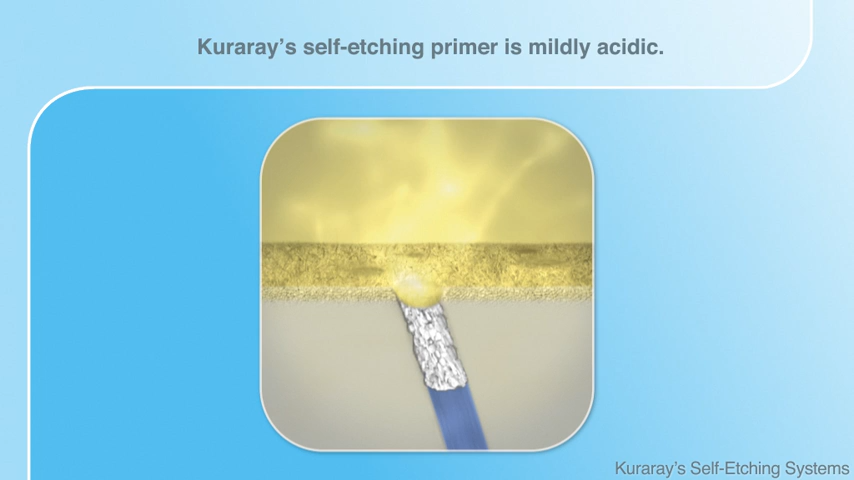 Kuraray’s self-etching primer is mildly acidic.
Kuraray’s Self-Etching Systems